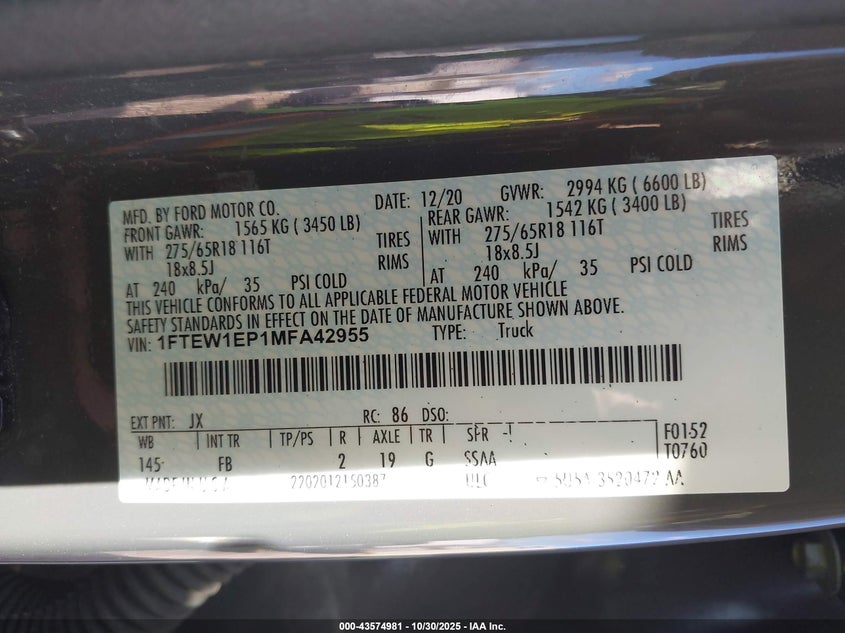 MFD. BY FORD MOTOR CO. DATE: 12/20 GVWR: 2994 KG ( 6600 LB)
FRONT GAWR: 1565 KG ( 3450 LB) REAR GAWR: 1542 KG ( 3400 LB)
WITH 275/65R18 116T TIRES WITH 275/65R18 116T TIRES
18x8.5J RIMS 18x8.5J RIMS
AT 240 kPa/ 35 PSI COLD AT 240 kPa/ 35 PSI COLD
THIS VEHICLE CONFORMS TO ALL APPLICABLE FEDERAL MOTOR VEHICLE
SAFETY STANDARDS IN EFFECT ON THE DATE OF MANUFACTURE SHOWN ABOVE.
VIN: 1FTEW1EP1MFA42955 TYPE: Truck
EXT PNT: JX RC: 86 DSO:
WB INT TR TP/PS R AXLE TR SPR F0152
145 FB 2 19 G SSAA T0760
MADE IN U.S.A.
000-43574981 - 10/30/2025 - IAA Inc.